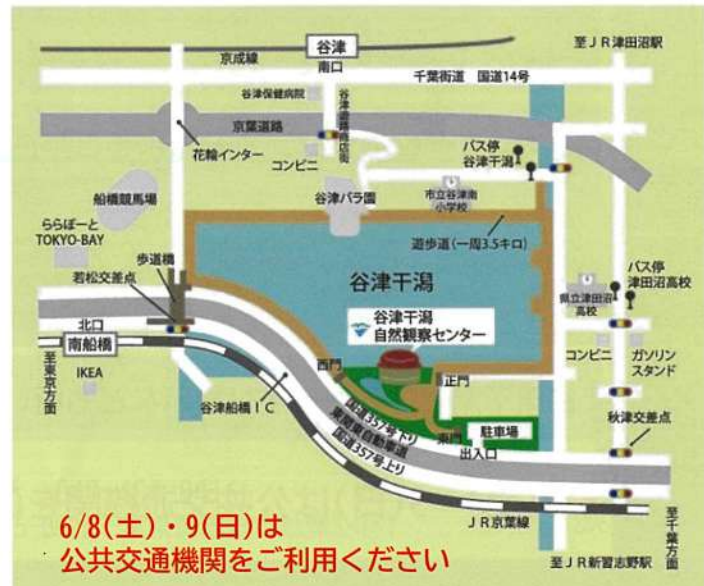 谷津
南口
京成線
至JR津田沼駅
千葉街道 国道14号
谷津保健病院
谷津遊路商店街
京葉道路
花輪インター
コンビニ
バス停
谷津干潟
船橋競馬場
谷津バラ園
市立谷津南
小学校
ららぽーと
TOKYO-BAY
歩道橋
若松交差点
遊歩道(一周3.5キロ)
谷津干潟
谷津干潟
自然観察センター
バス停
津田沼高校
県立津田沼
高校
北口
南船橋
至東京方面
IKEA
谷津船橋IC
西門
正門
東門
駐車場
出入口
コンビニ
ガソリン
スタンド
国道357号下り
東関東自動車道
国道357号上り
秋津交差点
JR京葉線
至千葉方面
至JR新習志野駅
6/8(土)・9(日)は
公共交通機関をご利用ください